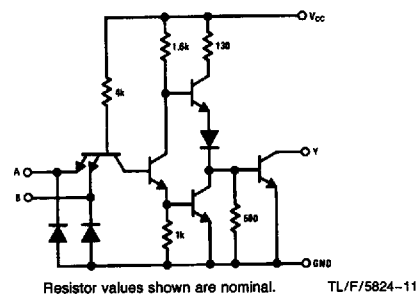 VCC
1.6k
130
4k
A
Y
B
1k
500
GND
Resistor values shown are nominal.
TL/F/5824-11